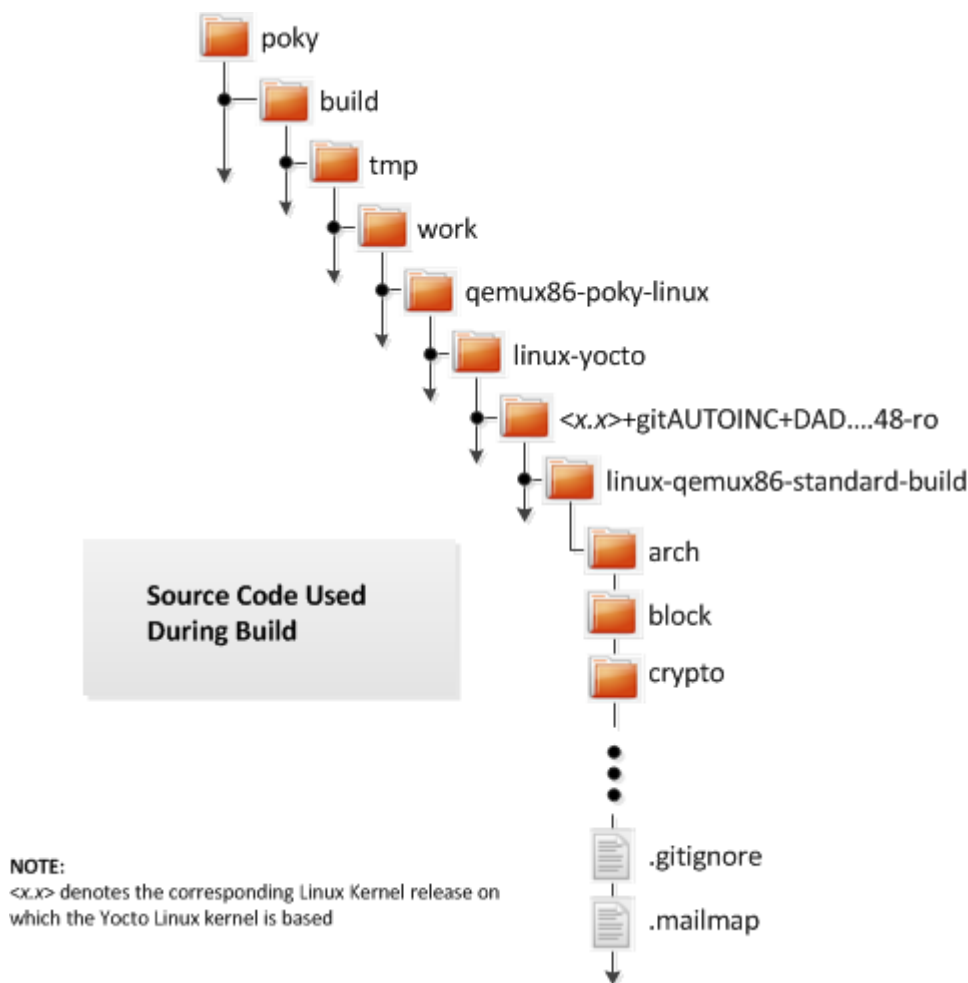 poky
build
tmp
work
qemux86-poky-linux
linux-yocto
<x.x>+gitAUTOINC+DAD....48-ro
linux-qemux86-standard-build
arch
Source Code Used
During Build
block
crypto
.gitignore
NOTE:
<x.x> denotes the corresponding Linux Kernel release on
which the Yocto Linux kernel is based
.mailmap